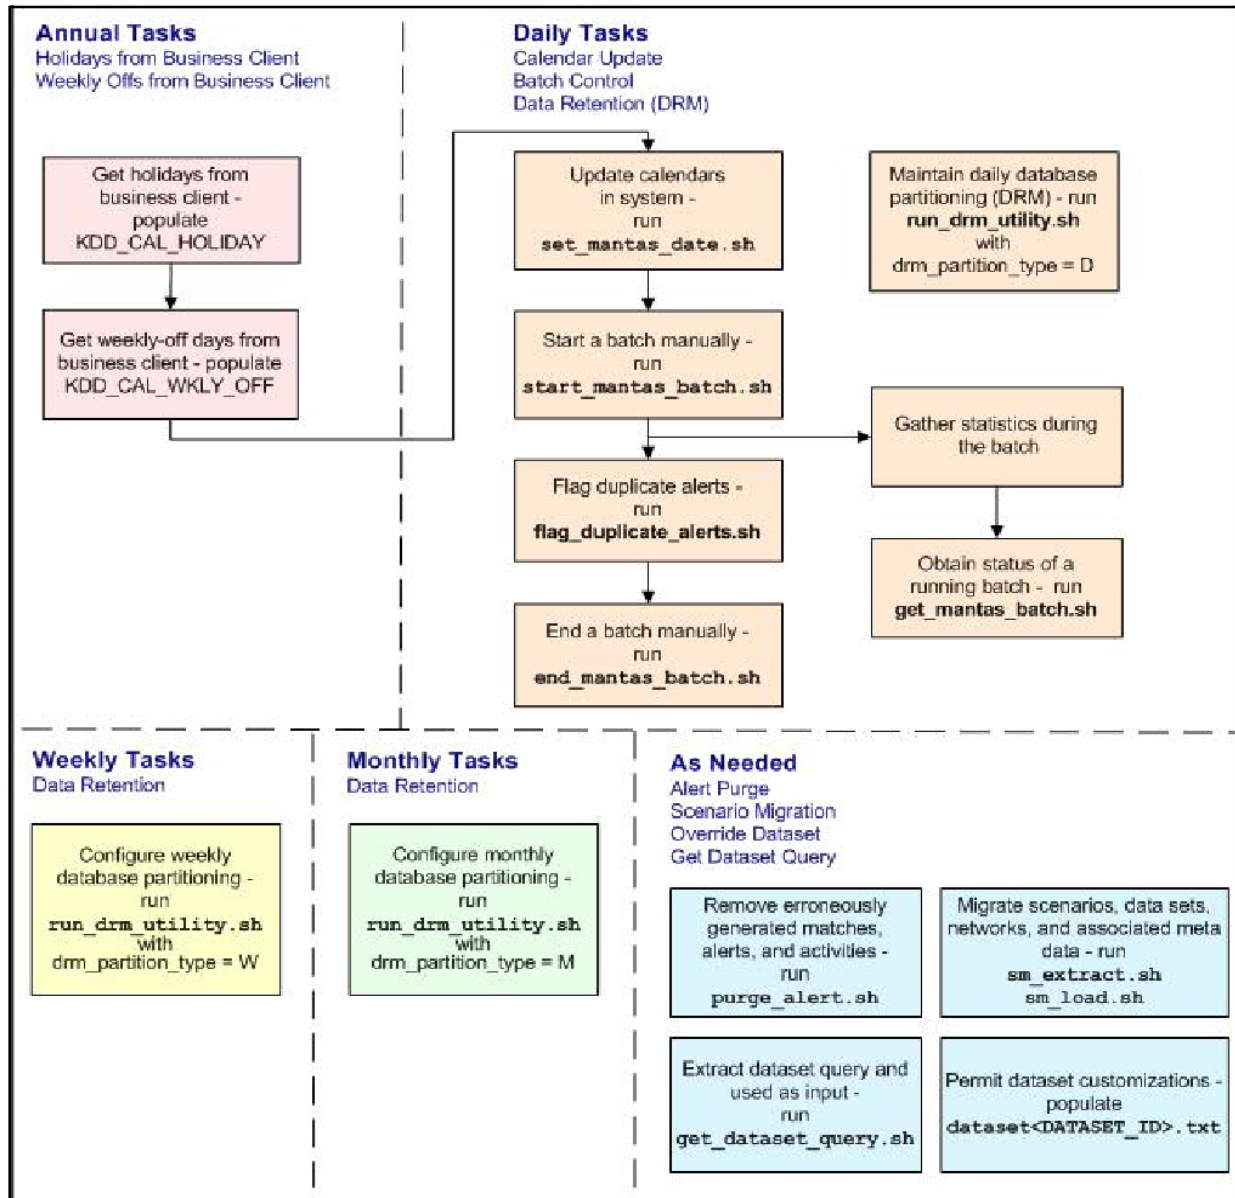 Annual Tasks
Holidays from Business Client
Weekly Offs from Business Client
Get holidays from
business client -
populate
KDD_CAL_HOLIDAY
Get weekly-off days from
business client - populate
KDD_CAL_WKLY_OFF
Daily Tasks
Calendar Update
Batch Control
Data Retention (DRM)
Update calendars
in system -
run
set_mantas_date.sh
Start a batch manually -
run
start_mantas_batch.sh
Flag duplicate alerts -
run
flag_duplicate_alerts.sh
End a batch manually -
run
end_mantas_batch.sh
Maintain daily database
partitioning (DRM) - run
run_drm_utility.sh
with
drm_partition_type = D
Gather statistics during
the batch
Obtain status of a
running batch - run
get_mantas_batch.sh
Weekly Tasks
Data Retention
Configure weekly
database partitioning -
run
run_drm_utility.sh
with
drm_partition_type = W
Monthly Tasks
Data Retention
Configure monthly
database partitioning -
run
run_drm_utility.sh
with
drm_partition_type = M
As Needed
Alert Purge
Scenario Migration
Override Dataset
Get Dataset Query
Remove erroneously
generated matches,
alerts, and activities -
run
purge_alert.sh
Migrate scenarios, data sets,
networks, and associated meta
data - run
sm_extract.sh
sm_load.sh
Extract dataset query and
used as input -
run
get_dataset_query.sh
Permit dataset customizations -
populate
dataset<DATASET_ID>.txt